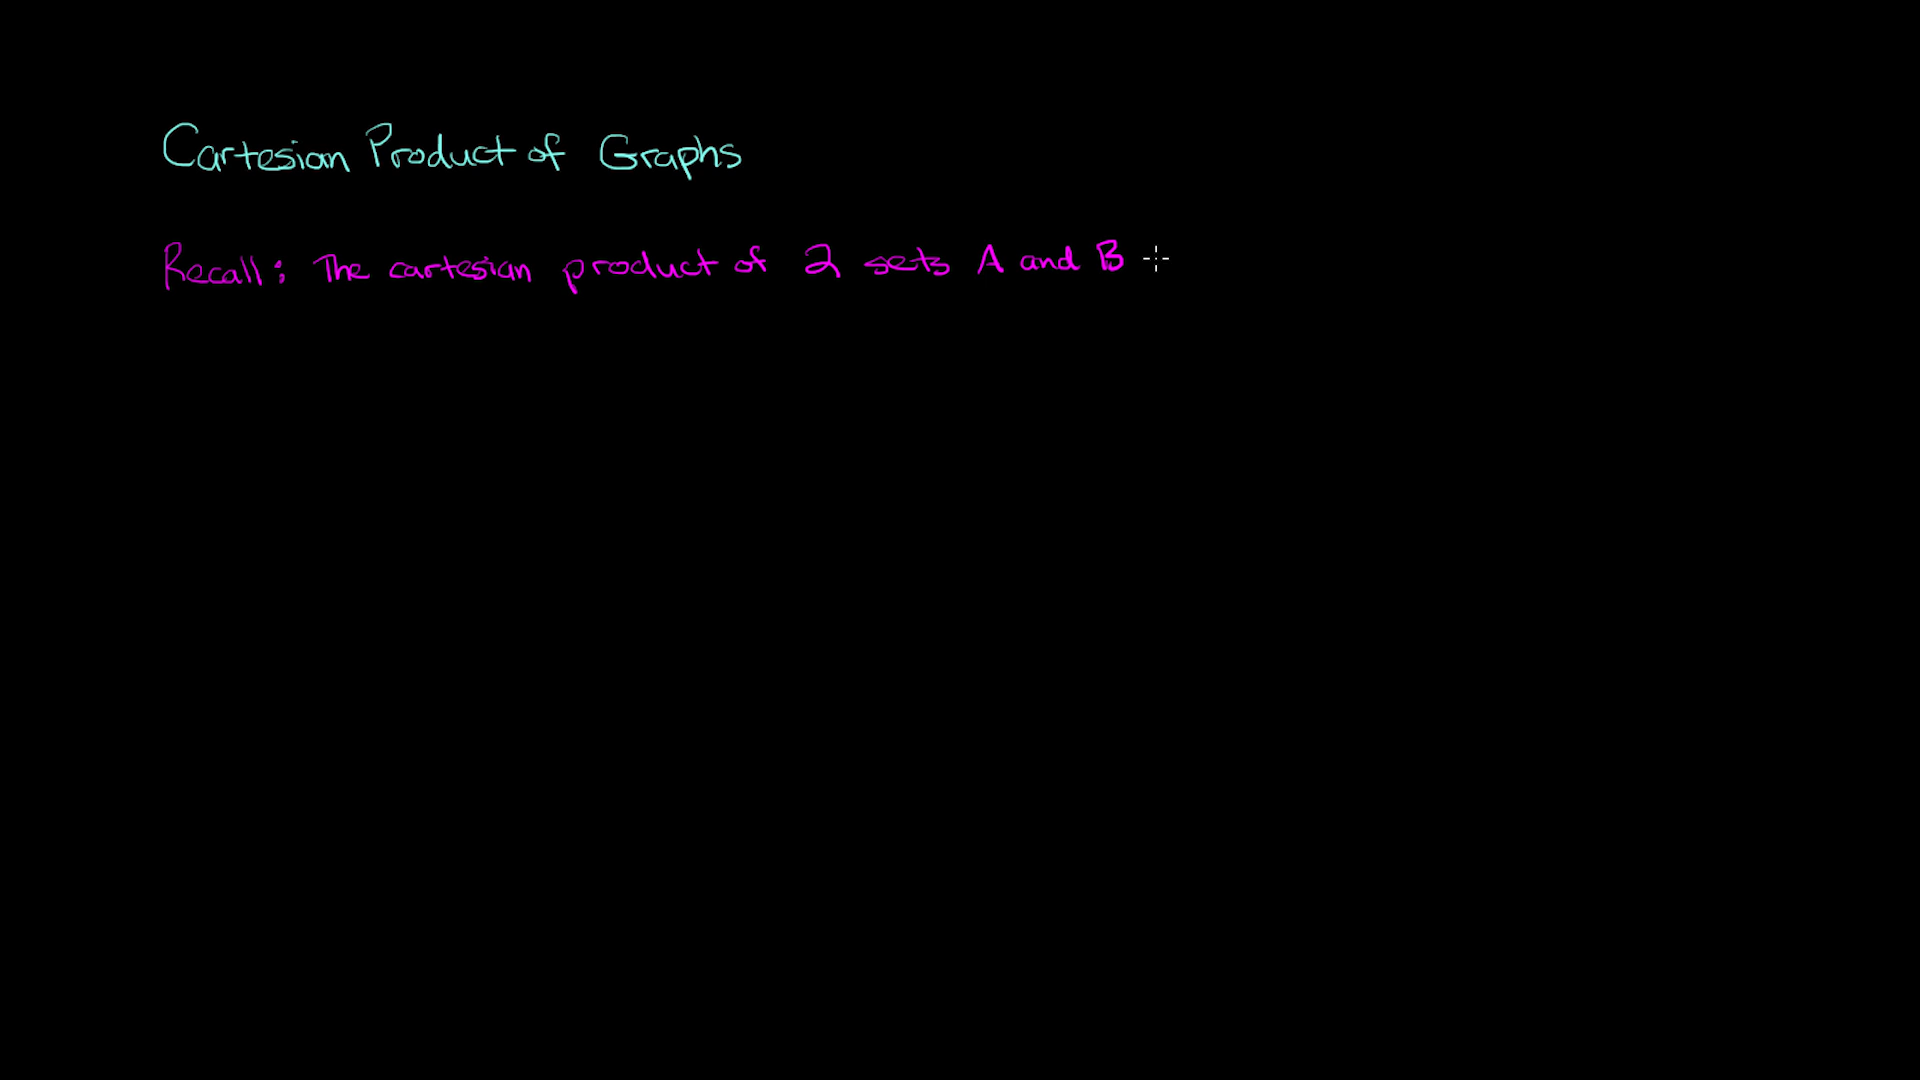 Cartesian Product of Graphs
Recall: The cartesian product of 2 sets A and B